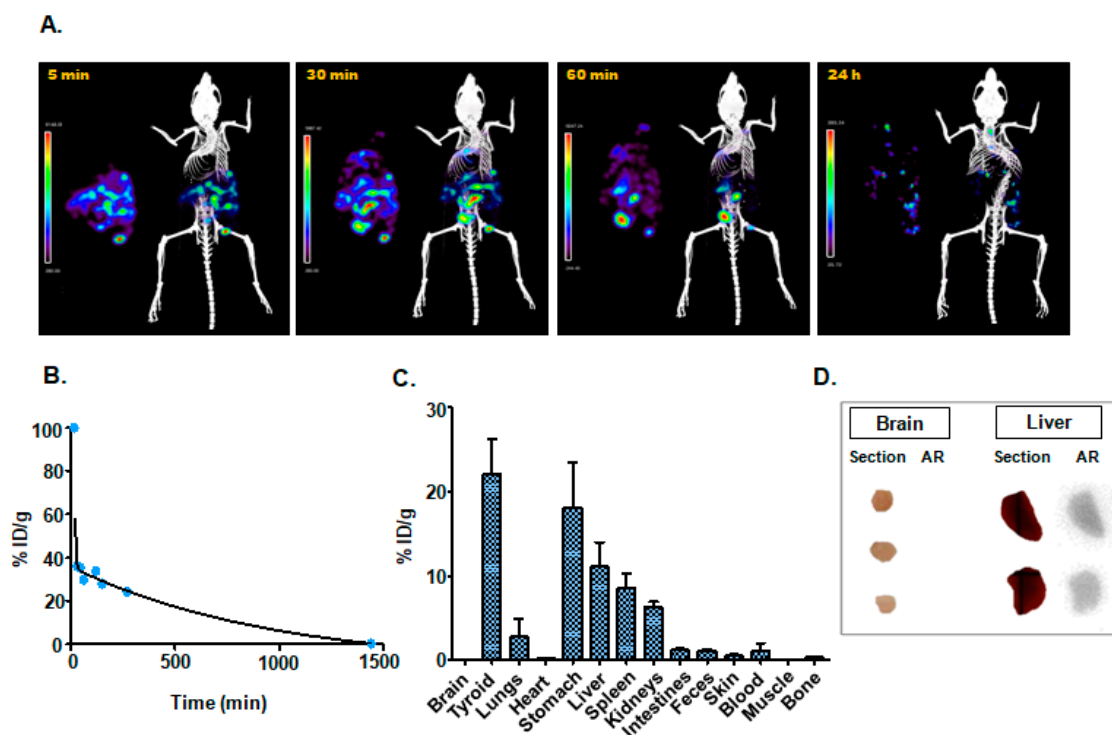 A.
5 min
30 min
60 min
24 h
B.
% ID/g
100
80
60
40
20
0
0
500
1000
1500
Time (min)
C.
% ID/g
30
20
10
0
Brain
Tyroid
Lungs
Heart
Stomach
Liver
Spleen
Kidneys
Intestines
Feces
Skin
Blood
Muscle
Bone
D.
Brain
Liver
Section AR
Section AR